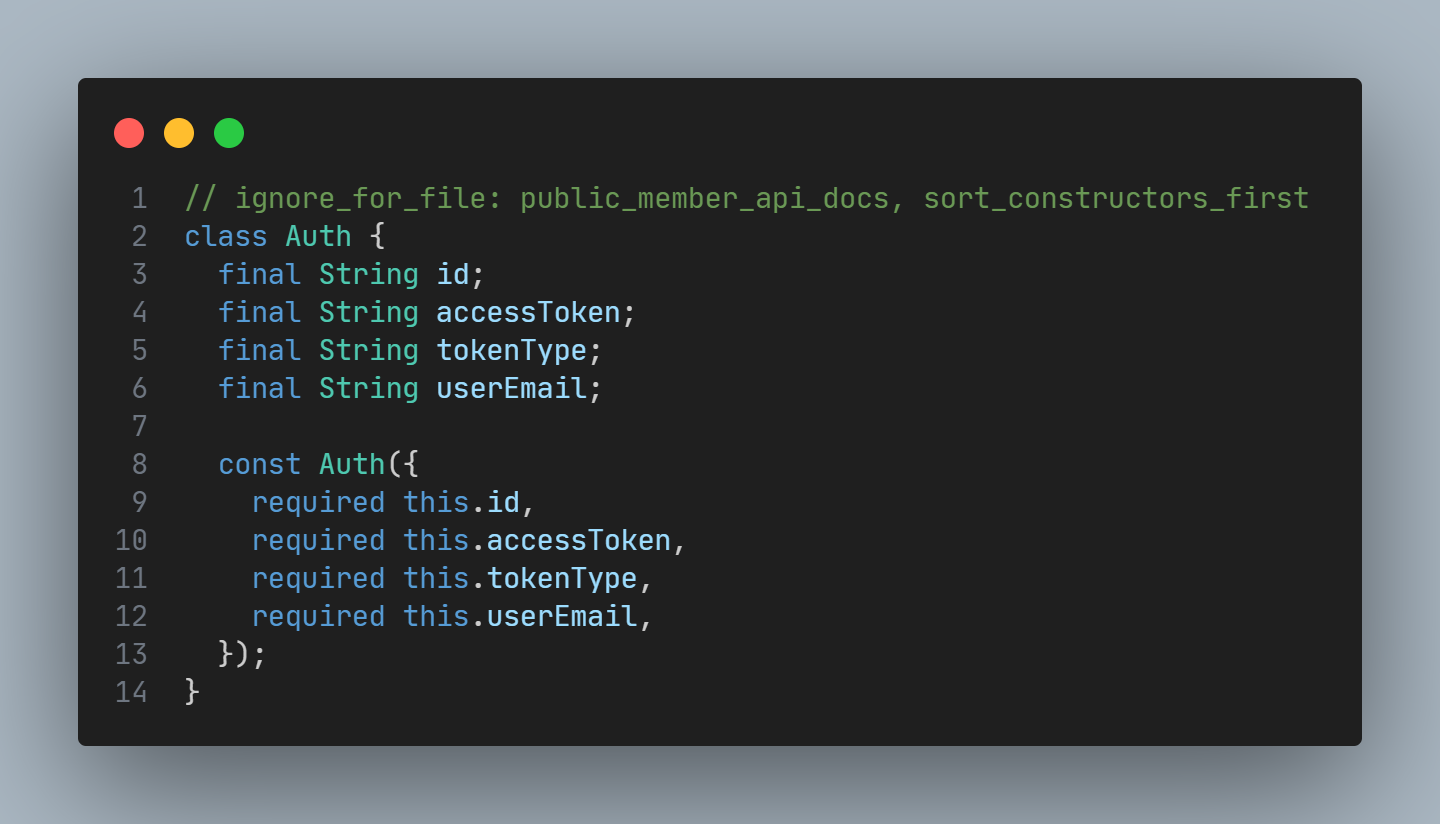 1 // ignore_for_file: public_member_api_docs, sort_constructors_first
2 class Auth {
3   final String id;
4   final String accessToken;
5   final String tokenType;
6   final String userEmail;
7
8   const Auth({
9     required this.id,
10     required this.accessToken,
11     required this.tokenType,
12     required this.userEmail,
13   });
14 }